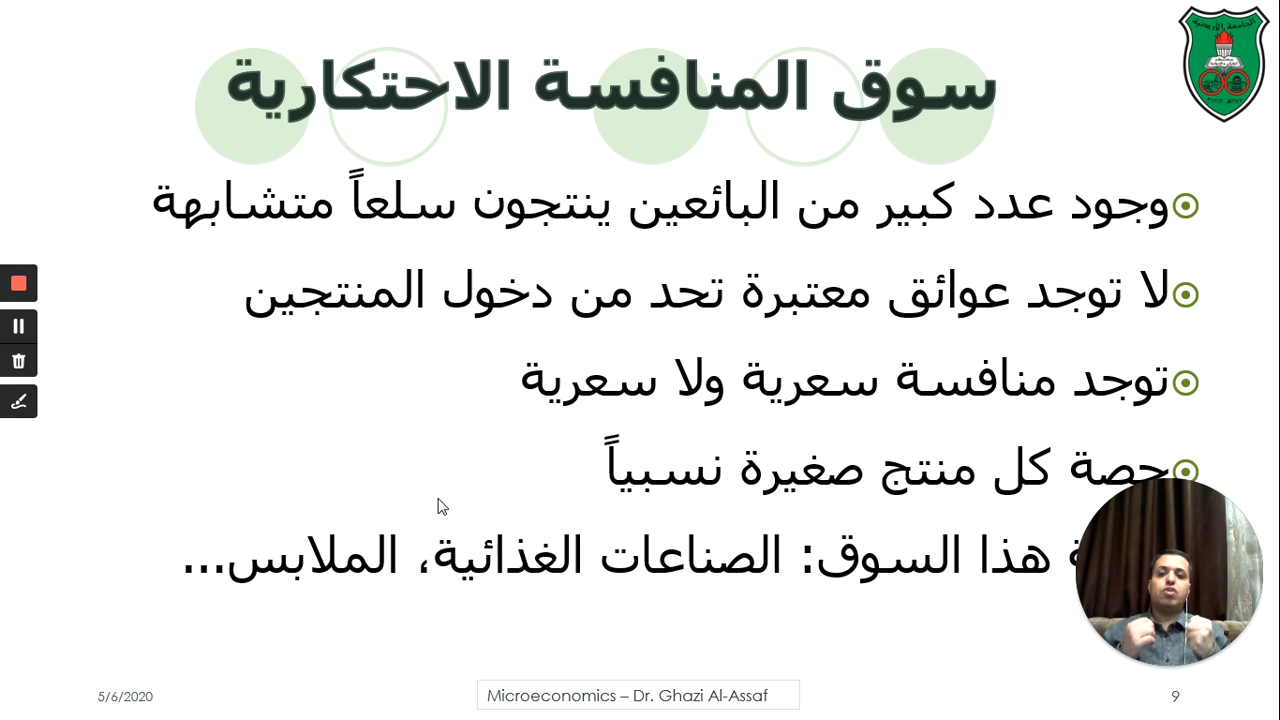 سوق المنافسة الاحتكارية
وجود عدد كبير من البائعين ينتجون سلعاً متشابهة
لا توجد عوائق معتبرة تحد من دخول المنتجين
توجد منافسة سعرية ولا سعرية
حصة كل منتج صغيرة نسبياً
هذا السوق: الصناعات الغذائية، الملابس...
5/6/2020
Microeconomics – Dr. Ghazi Al-Assaf
9